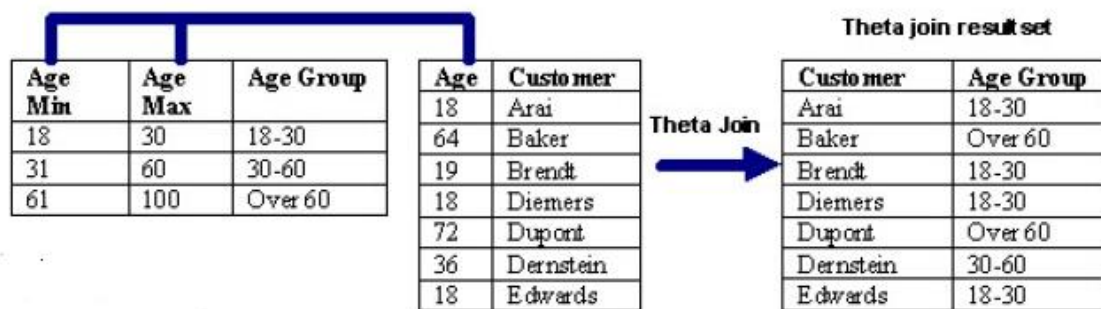 Theta join result set
Age Min Age Max Age Group
18 30 18-30
31 60 30-60
61 100 Over 60
Age Customer
18 Arai
64 Baker
19 Brendt
18 Diemers
72 Dupont
36 Dernstein
18 Edwards
Theta Join
Customer Age Group
Arai 18-30
Baker Over 60
Brendt 18-30
Diemers 18-30
Dupont Over 60
Dernstein 30-60
Edwards 18-30